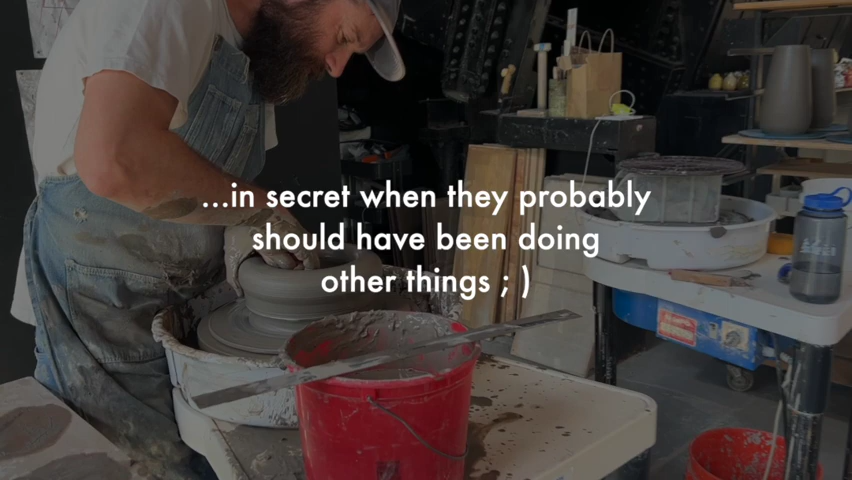 ...in secret when they probably
should have been doing
other things ; )